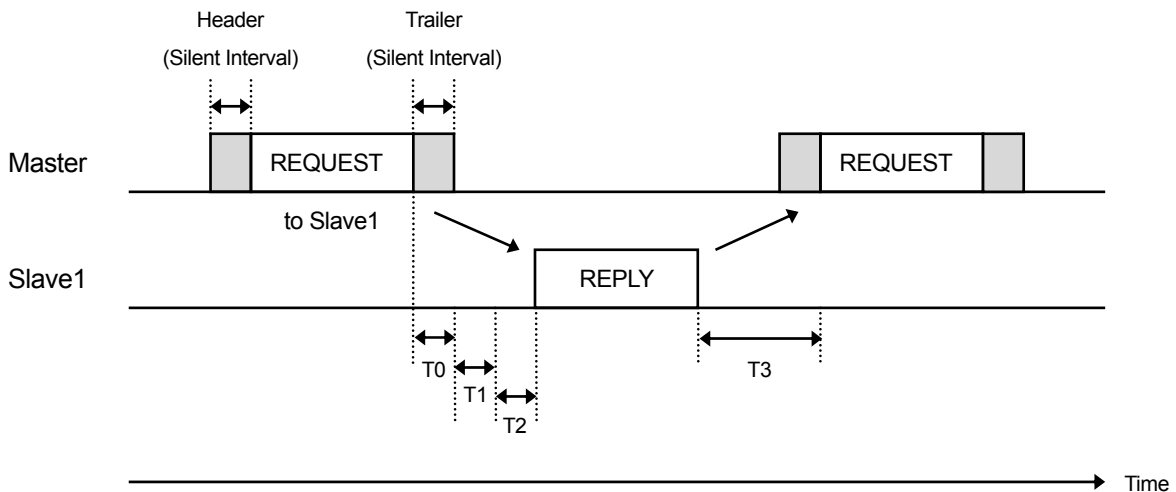 Header
(Silent Interval)
Trailer
(Silent Interval)
Master
REQUEST
REQUEST
to Slave1
Slave1
REPLY
T0
T1
T2
T3
Time